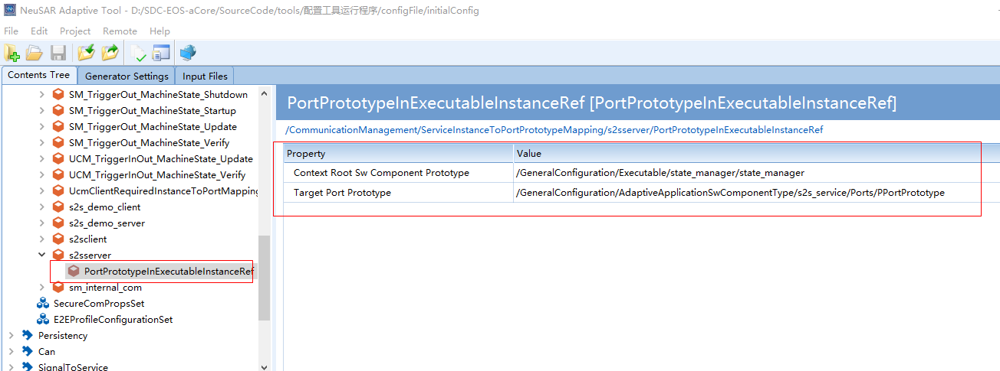 NeuSAR Adaptive Tool - D:/SDC-EOS-aCore/SourceCode/tools/配置工具运行程序/configFile/initialConfig
File Edit Project Remote Help
Contents Tree Generator Settings Input Files
SM_TriggerOut_MachineState_Shutdown
SM_TriggerOut_MachineState_Startup
SM_TriggerOut_MachineState_Update
SM_TriggerOut_MachineState_Verify
UCM_TriggerInOut_MachineState_Update
UCM_TriggerInOut_MachineState_Verify
UcmClientRequiredInstanceToPortMapping
s2s_demo_client
s2s_demo_server
s2sclient
s2sserver
PortPrototypeInExecutableInstanceRef
sm_internal_com
SecureComPropsSet
E2EProfileConfigurationSet
Persistency
Can
SignalToService
PortPrototypeInExecutableInstanceRef [PortPrototypeInExecutableInstanceRef]
/CommunicationManagement/ServiceInstanceToPortPrototypeMapping/s2sserver/PortPrototypeInExecutableInstanceRef
Property Value
Context Root Sw Component Prototype /GeneralConfiguration/Executable/state_manager/state_manager
Target Port Prototype /GeneralConfiguration/AdaptiveApplicationSwComponentType/s2s_service/Ports/PPortPrototype